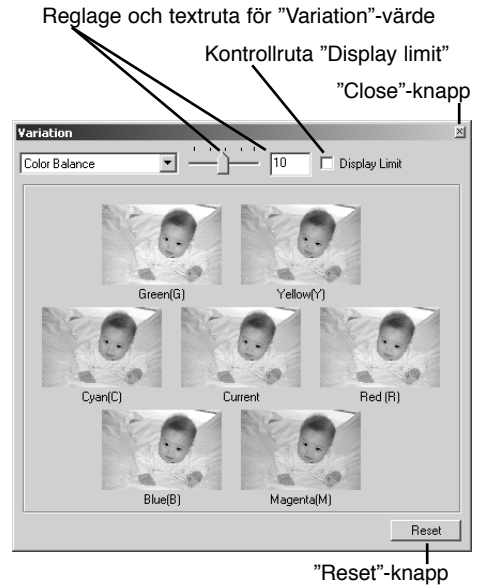 Reglage och textruta för ”Variation”-värde
Kontrollruta ”Display limit”
”Close”-knapp
Variation
Color Balance
10
Display Limit
Green(G)
Yellow(Y)
Cyan(C)
Current
Red (R)
Blue(B)
Magenta(M)
Reset
”Reset”-knapp